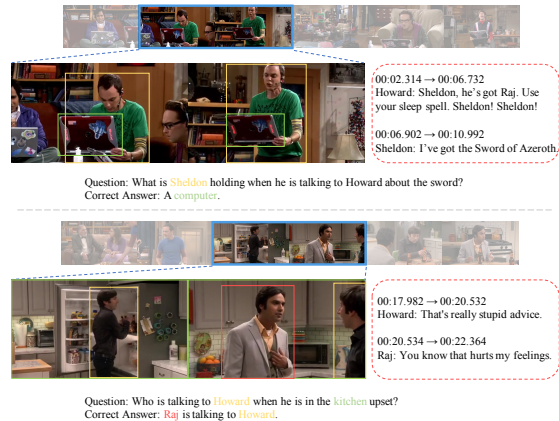 00:02.314 → 00:06.732
Howard: Sheldon, he's got Raj. Use
your sleep spell. Sheldon! Sheldon!
00:06.902 → 00:10.992
Sheldon: I've got the Sword of Azeroth.
Question: What is Sheldon holding when he is talking to Howard about the sword?
Correct Answer: A computer.
00:17.982 → 00:20.532
Howard: That's really stupid advice.
00:20.534 → 00:22.364
Raj: You know that hurts my feelings.
Question: Who is talking to Howard when he is in the kitchen upset?
Correct Answer: Raj is talking to Howard.